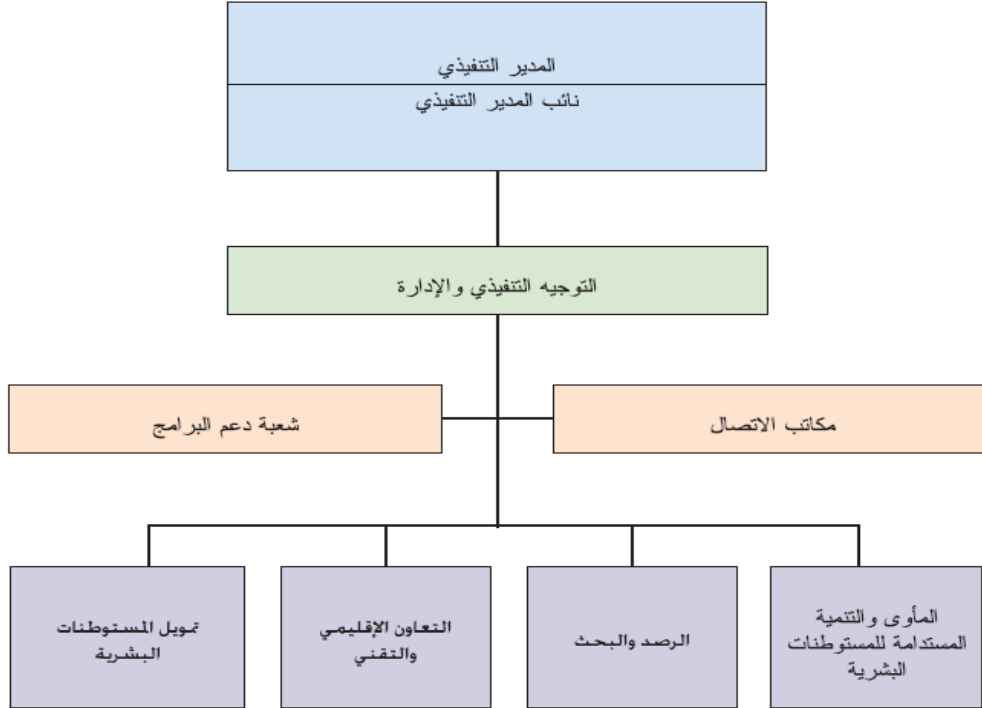 المدير التنفيذي
نائب المدير التنفيذي
التوجيه التنفيذي والإدارة
مكاتب الاتصال
شعبة دعم البرامج
المأوى والتنمية
المستدامة للمستوطنات
البشرية
الرصد والبحث
التعاون الإقليمي
والتقني
تمويل المستوطنات
البشرية